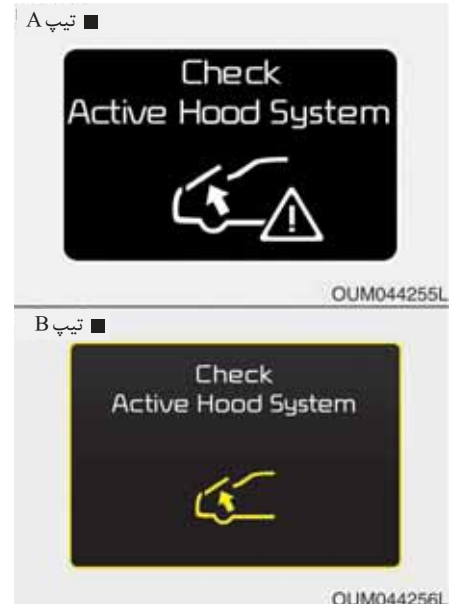 ■ تیپ A
Check
Active Hood System
OUM044255L
■ تیپ B
Check
Active Hood System
OUM044256L